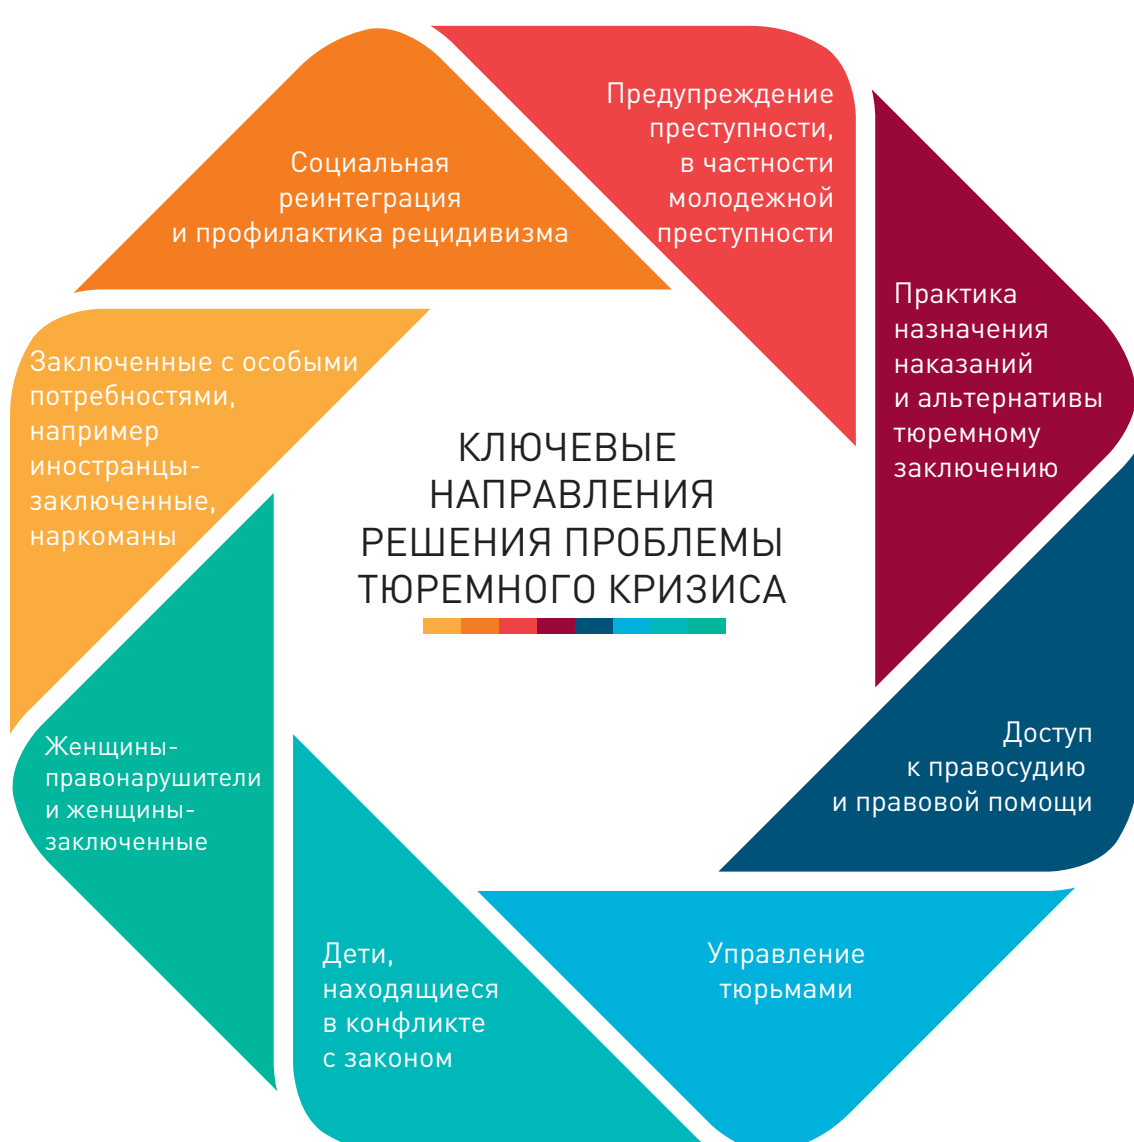 КЛЮЧЕВЫЕ
НАПРАВЛЕНИЯ
РЕШЕНИЯ ПРОБЛЕМЫ
ТЮРЕМНОГО КРИЗИСА
Предупреждение
преступности,
в частности
молодежной
преступности
Практика
назначения
наказаний
и альтернативы
тюремному
заключению
Доступ
к правосудию
и правовой помощи
Управление
тюрьмами
Дети,
находящиеся
в конфликте
с законом
Женщины-
правонарушители
и женщины-
заключенные
Заключенные с особыми
потребностями,
например
иностранцы-
заключенные,
наркоманы
Социальная
реинтеграция
и профилактика рецидивизма